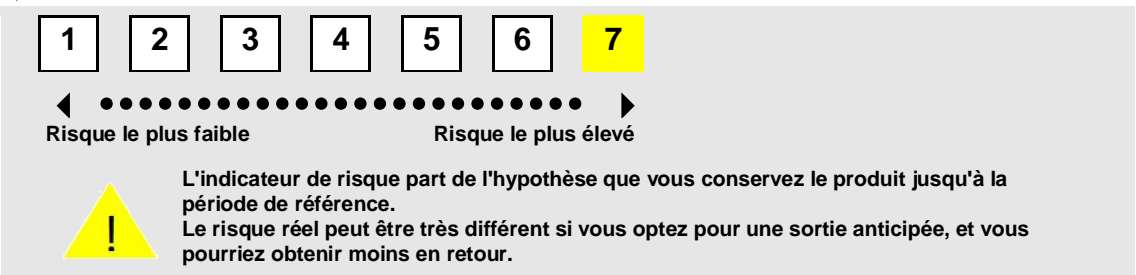 1 2 3 4 5 6 7
Risque le plus faible Risque le plus élevé
L'indicateur de risque part de l'hypothèse que vous conservez le produit jusqu'à la
période de référence.
Le risque réel peut être très différent si vous optez pour une sortie anticipée, et vous
pourriez obtenir moins en retour.
!